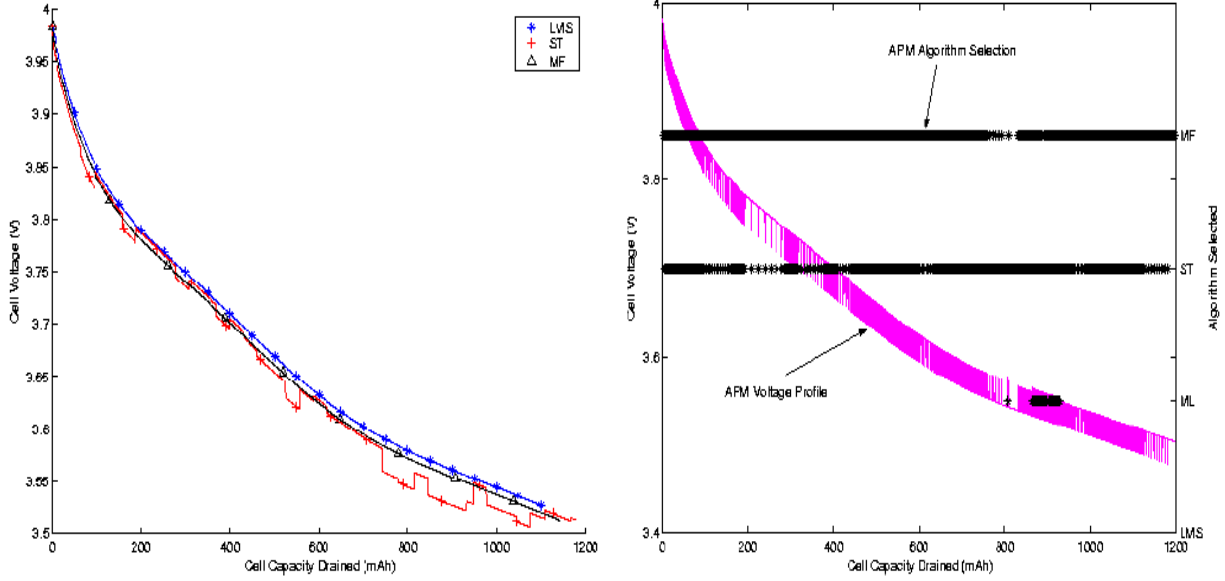 4
3.95
3.9
3.85
3.8
3.75
3.7
3.65
3.6
3.55
3.5
Cell Voltage (V)
0 200 400 600 800 1000 1200
Cell Capacity Drained (mAh)
LMS
ST
MF
4
3.8
3.6
3.4
Cell Voltage (V)
0 200 400 600 800 1000 1200
Cell Capacity Drained (mAh)
APM Algorithm Selection
APM Voltage Profile
MF
ST
ML
LMS
Algorithm Selected